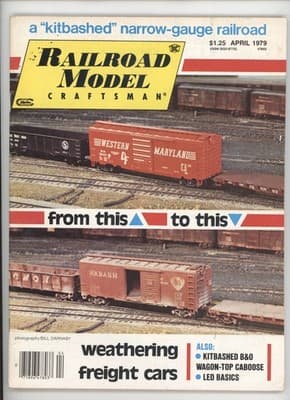 a "kitbashed" narrow-gauge railroad
$1.25 APRIL 1979
RAILROAD
MODEL
CRAFTSMAN®
WESTERN MARYLAND
from this to this
WABASH
photography/BILL DARNABY
weathering
freight cars
ALSO:
• KITBASHED B&O
WAGON-TOP CABOOSE
• LED BASICS